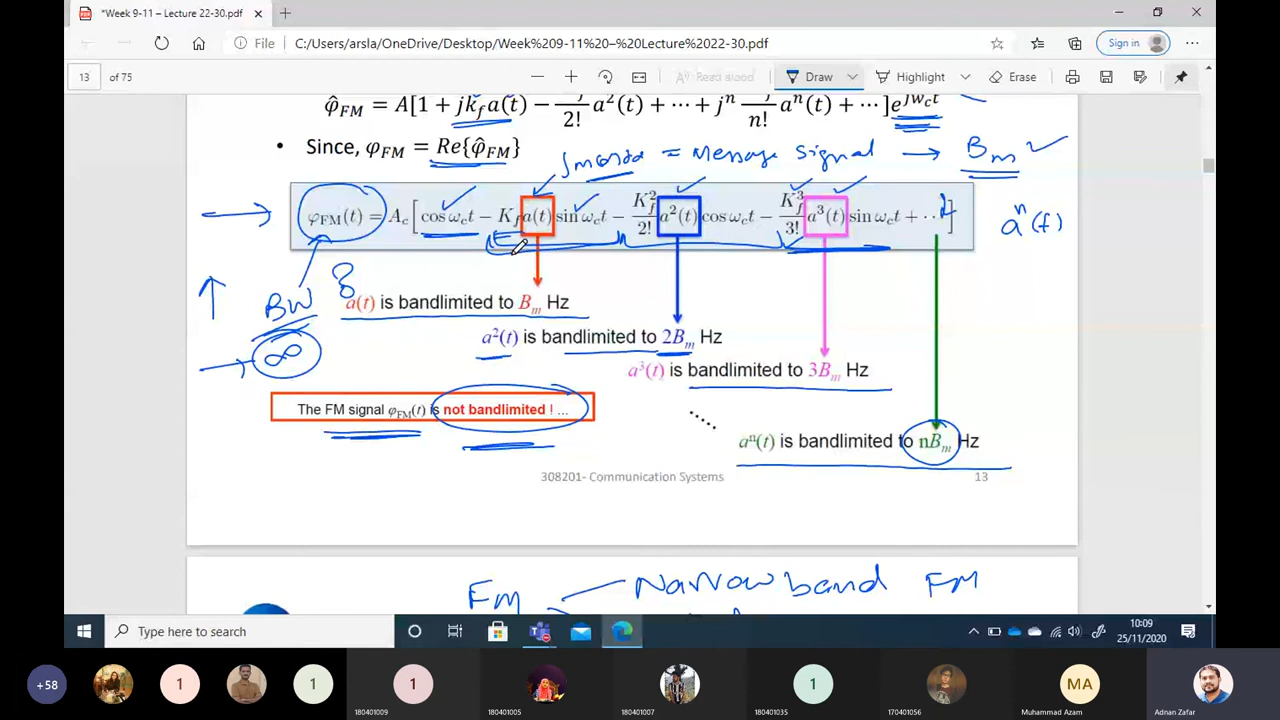 *Week 9-11 – Lecture 22-30.pdf
File C:/Users/arsla/OneDrive/Desktop/Week%209-11%20–%20Lecture%2022-30.pdf Sign in
13 of 75 Read aloud Draw Highlight Erase
φ̂FM = A[1 + jkf a(t) − 2! a²(t) + ⋯ + jⁿ n! aⁿ(t) + ⋯]e^jwct
• Since, φFM = Re{φ̂FM}
= Message signal → Bm
φFM(t) = Ac[cos ωct − Kf a(t) sin ωct − Kf²/2! a²(t) cos ωct − Kf³/3! a³(t) sin ωct + ⋯]
aⁿ(t)
BW
∞
a(t) is bandlimited to Bm Hz
a²(t) is bandlimited to 2Bm Hz
a³(t) is bandlimited to 3Bm Hz
The FM signal φFM(t) is not bandlimited ! ...
aⁿ(t) is bandlimited to nBm Hz
308201- Communication Systems 13
FM Narrow band FM
Type here to search
10:09
25/11/2020
+58 1 1 1 1 MA
180401009 180401005 180401007 180401035 170401056 Muhammad Azam Adnan Zafar